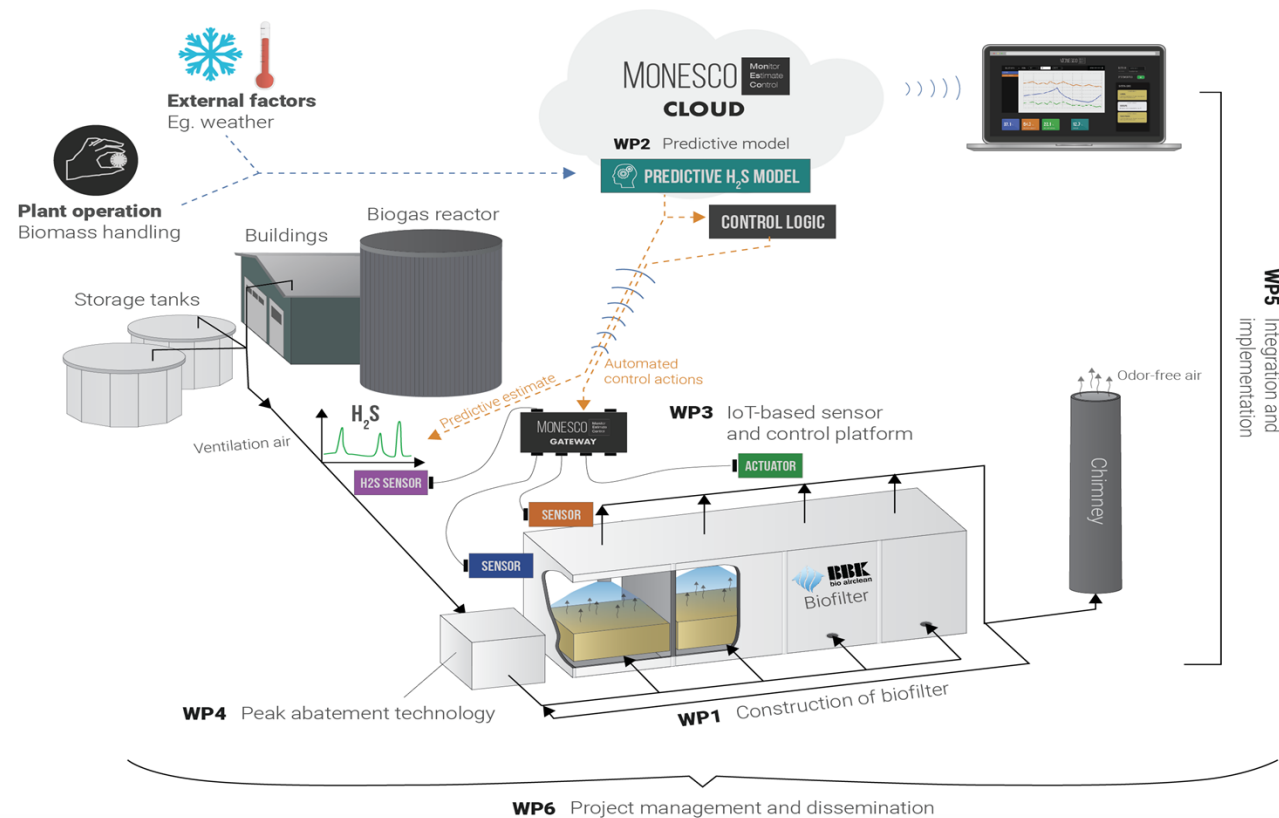 External factors
Eg. weather
Plant operation
Biomass handling
MONESCO
Monitor
Estimate
Control
CLOUD
WP2 Predictive model
PREDICTIVE H₂S MODEL
CONTROL LOGIC
Biogas reactor
Buildings
Storage tanks
Ventilation air
H₂S
Predictive estimate
Automated
control actions
MONESCO
GATEWAY
WP3 IoT-based sensor
and control platform
H2S SENSOR
SENSOR
SENSOR
ACTUATOR
BBK
bio airclean
Biofilter
Odor-free air
Chimney
WP5 Integration and
implementation
WP4 Peak abatement technology
WP1 Construction of biofilter
WP6 Project management and dissemination